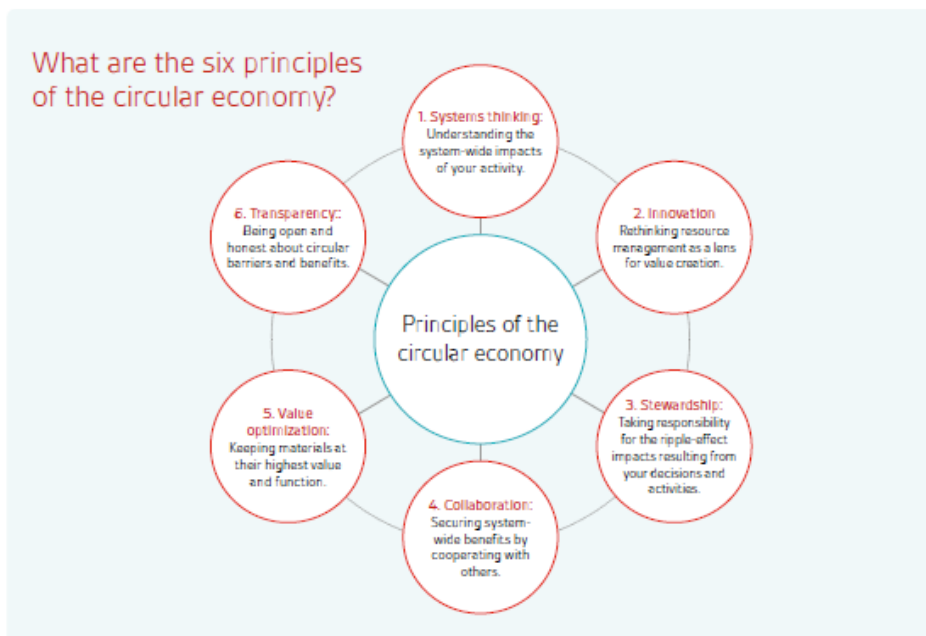 What are the six principles
of the circular economy?
1. Systems thinking:
Understanding the
system-wide impacts
of your activity.
2. Innovation
Rethinking resource
management as a lens
for value creation.
3. Stewardship:
Taking responsibility
for the ripple-effect
impacts resulting from
your decisions and
activities.
4. Collaboration:
Securing system-
wide benefits by
cooperating with
others.
5. Value
optimization:
Keeping materials at
their highest value
and function.
6. Transparency::
Being open and
honest about circular
barriers and benefits.
Principles of the
circular economy